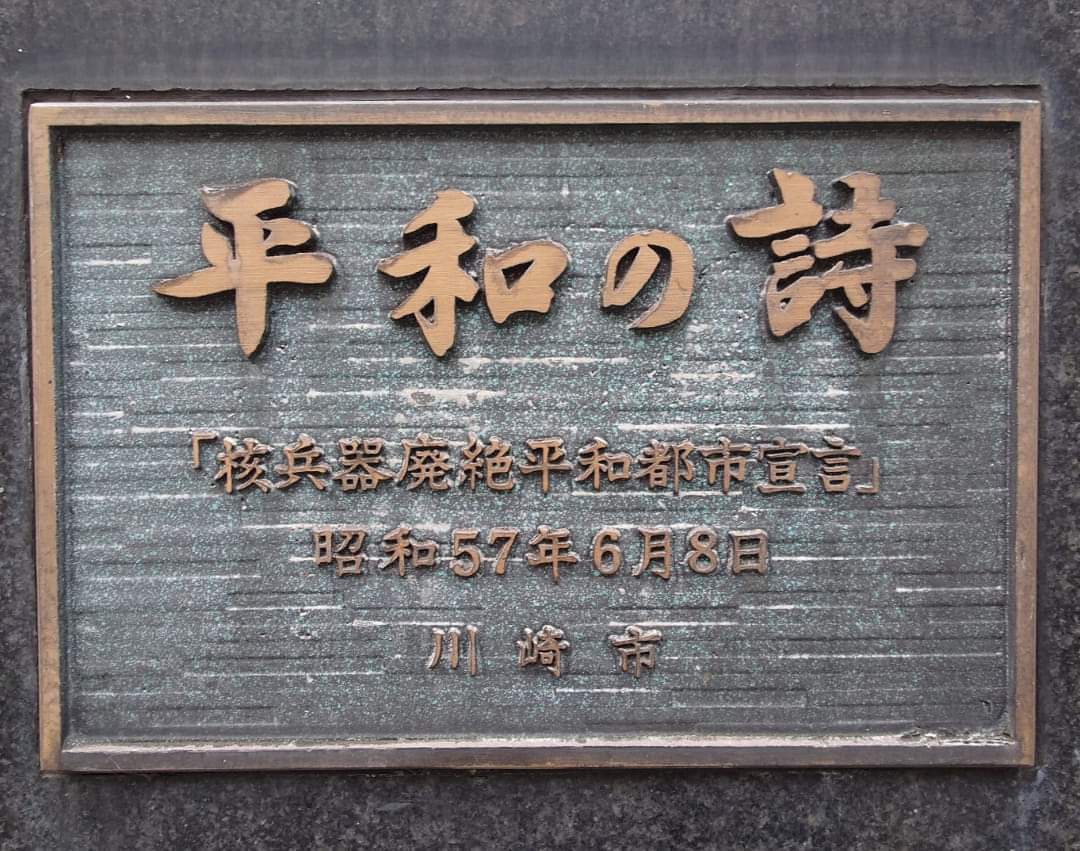 平和の詩
「核兵器廃絶平和都市宣言」
昭和57年6月8日
川崎市